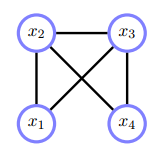 x₂ x₃
x₁ x₄